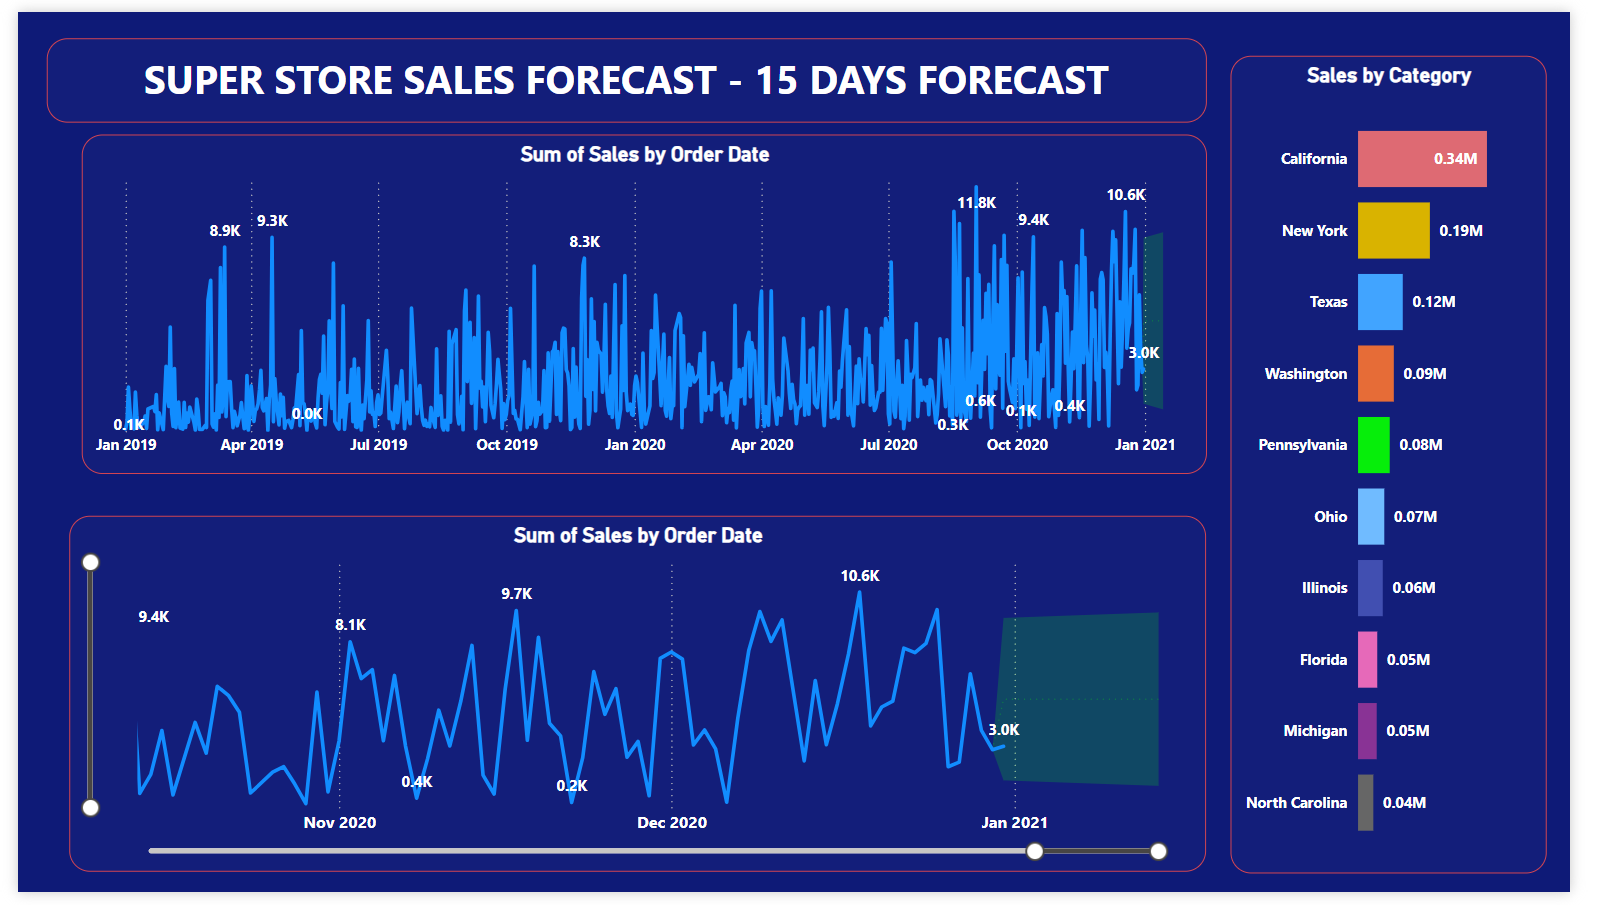 SUPER STORE SALES FORECAST - 15 DAYS FORECAST
Sum of Sales by Order Date
8.9K
9.3K
8.3K
11.8K
9.4K
10.6K
3.0K
0.1K
0.0K
0.3K
0.6K
0.1K
0.4K
Jan 2019
Apr 2019
Jul 2019
Oct 2019
Jan 2020
Apr 2020
Jul 2020
Oct 2020
Jan 2021
Sum of Sales by Order Date
9.4K
8.1K
9.7K
10.6K
0.4K
0.2K
3.0K
Nov 2020
Dec 2020
Jan 2021
Sales by Category
California 0.34M
New York 0.19M
Texas 0.12M
Washington 0.09M
Pennsylvania 0.08M
Ohio 0.07M
Illinois 0.06M
Florida 0.05M
Michigan 0.05M
North Carolina 0.04M